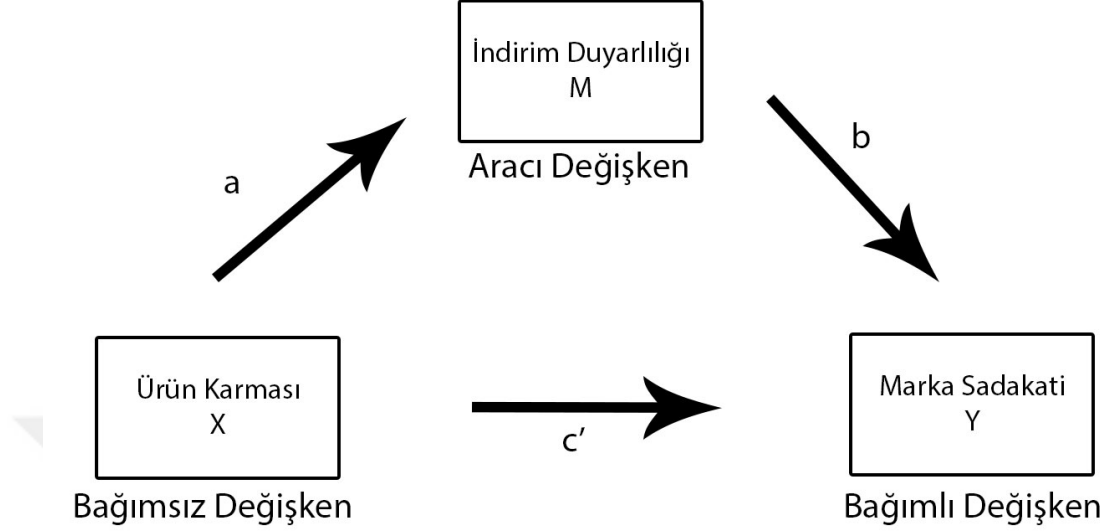 İndirim Duyarlılığı
M
Aracı Değişken
a
b
Ürün Karması
X
Bağımsız Değişken
c’
Marka Sadakati
Y
Bağımlı Değişken